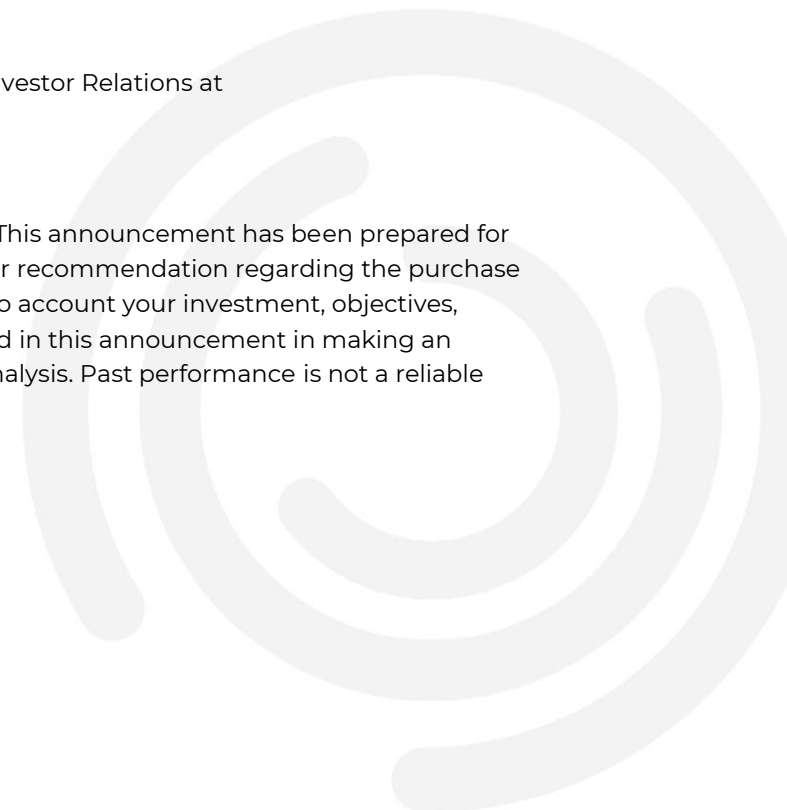 vestor Relations at
This announcement has been prepared for
r recommendation regarding the purchase
o account your investment, objectives,
d in this announcement in making an
nalysis. Past performance is not a reliable